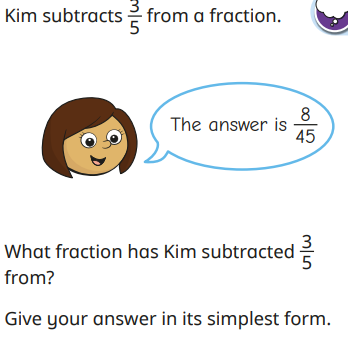 Kim subtracts 3/5 from a fraction.
The answer is 8/45
What fraction has Kim subtracted 3/5
from?
Give your answer in its simplest form.